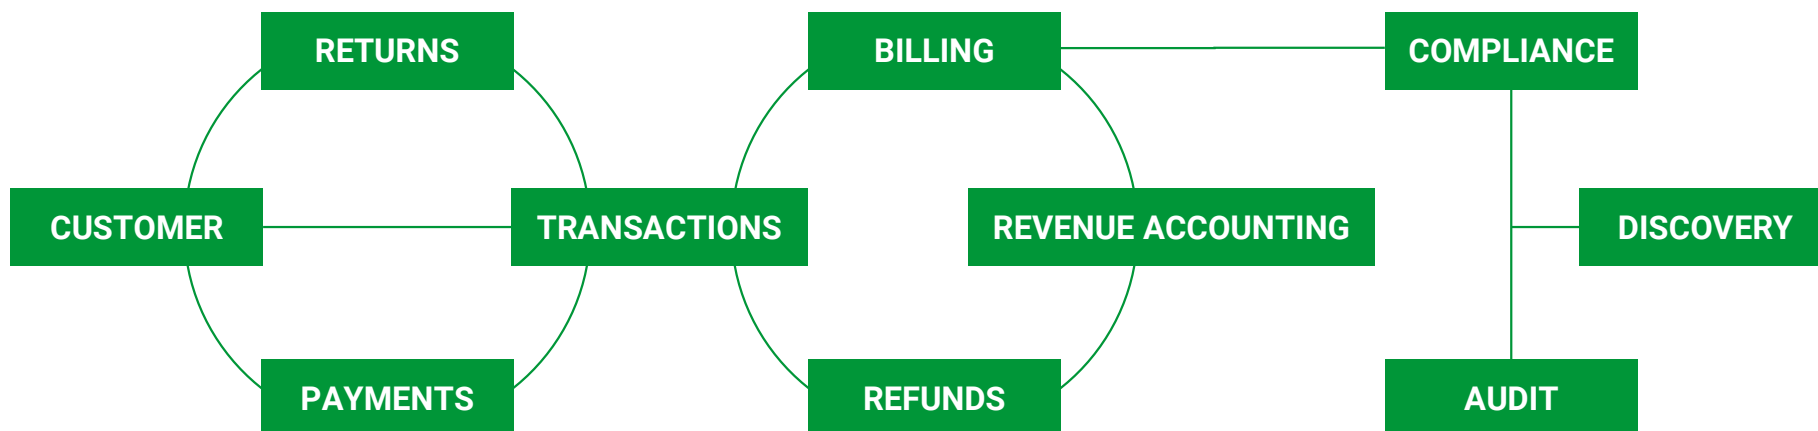 RETURNS
BILLING
COMPLIANCE
CUSTOMER
TRANSACTIONS
REVENUE ACCOUNTING
DISCOVERY
PAYMENTS
REFUNDS
AUDIT